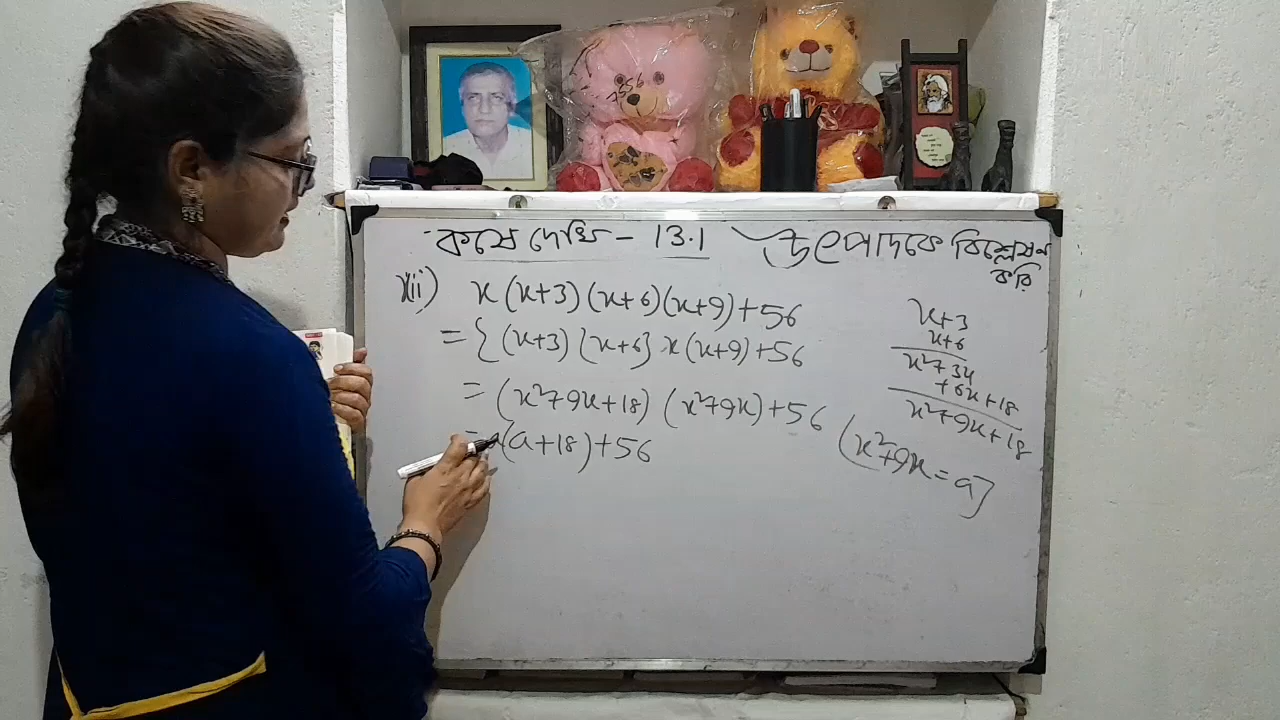 কষে দেখি - 13.1 উৎপাদকে বিশ্লেষণ
করি
xii) x(x+3)(x+6)(x+9)+56
= {(x+3)(x+6} x(x+9)+56
= (x²+9x+18) (x²+9x)+56
= a(a+18)+56
x+3
x+6
x²+3x
+6x+18
x²+9x+18
(x²+9x=a)